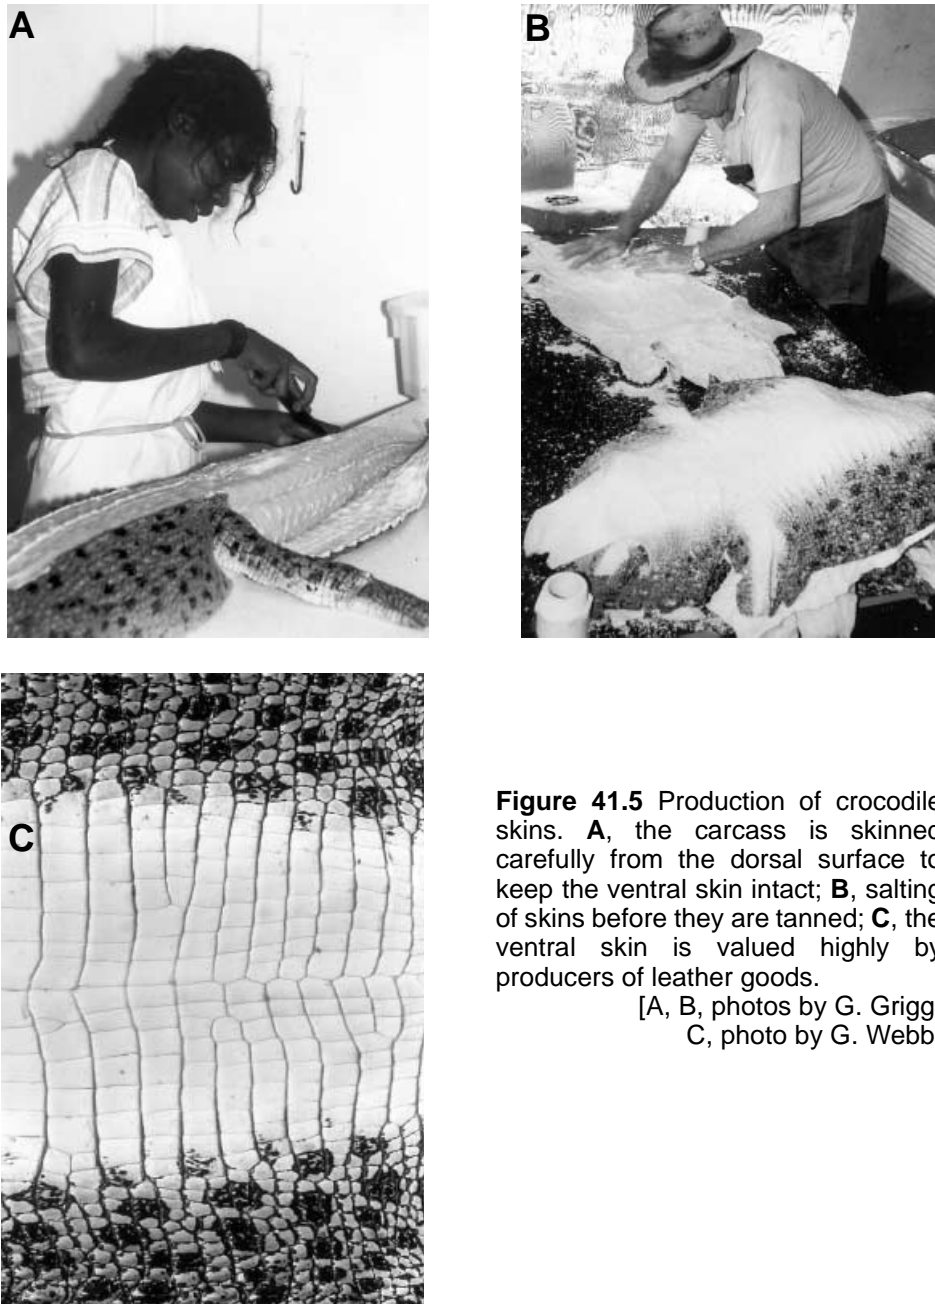 A
B
C
Figure 41.5 Production of crocodile
skins. A, the carcass is skinned
carefully from the dorsal surface to
keep the ventral skin intact; B, salting
of skins before they are tanned; C, the
ventral skin is valued highly by
producers of leather goods.
[A, B, photos by G. Grigg
C, photo by G. Webb